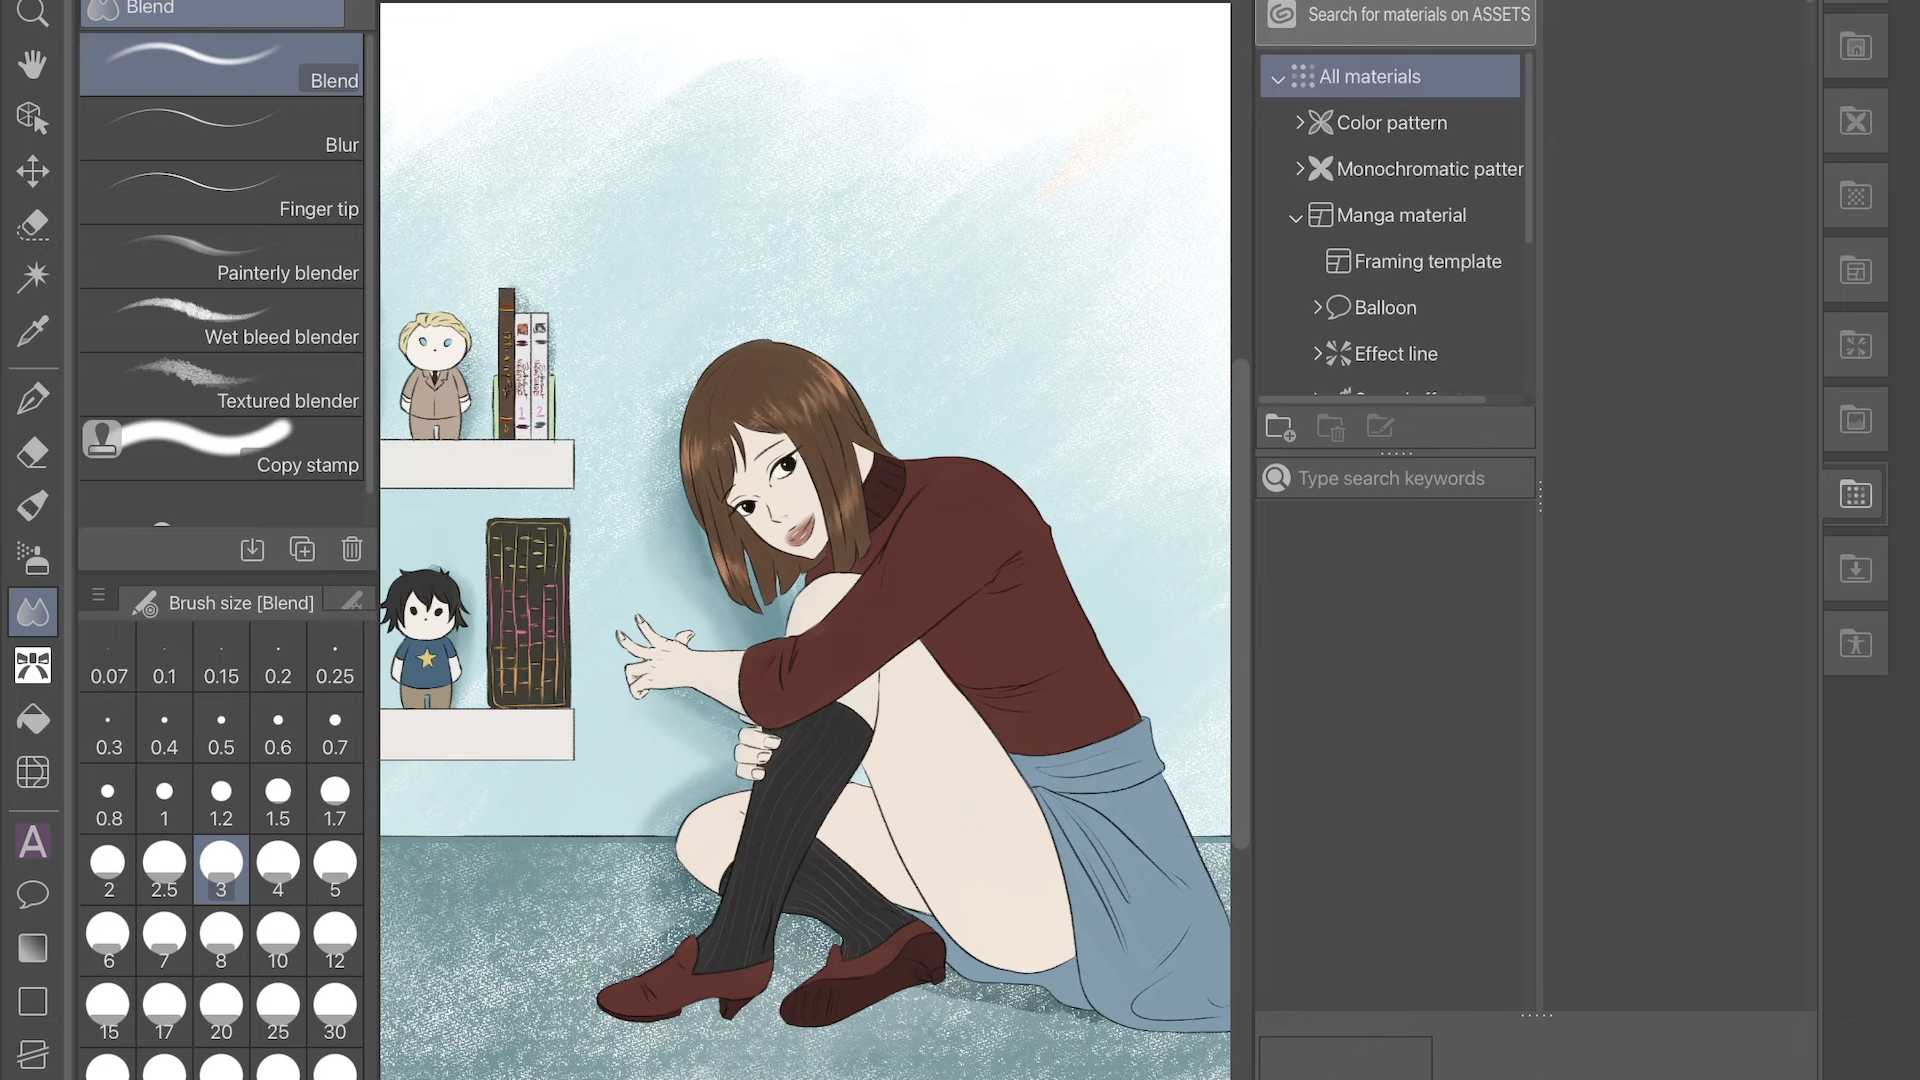 Blend
Blend
Blur
Finger tip
Painterly blender
Wet bleed blender
Textured blender
Copy stamp
Brush size [Blend]
0.07 0.1 0.15 0.2 0.25
0.3 0.4 0.5 0.6 0.7
0.8 1 1.2 1.5 1.7
2 2.5 3 4 5
6 7 8 10 12
15 17 20 25 30
A
1 2
Search for materials on ASSETS
All materials
Color pattern
Monochromatic patter
Manga material
Framing template
Balloon
Effect line
Type search keywords